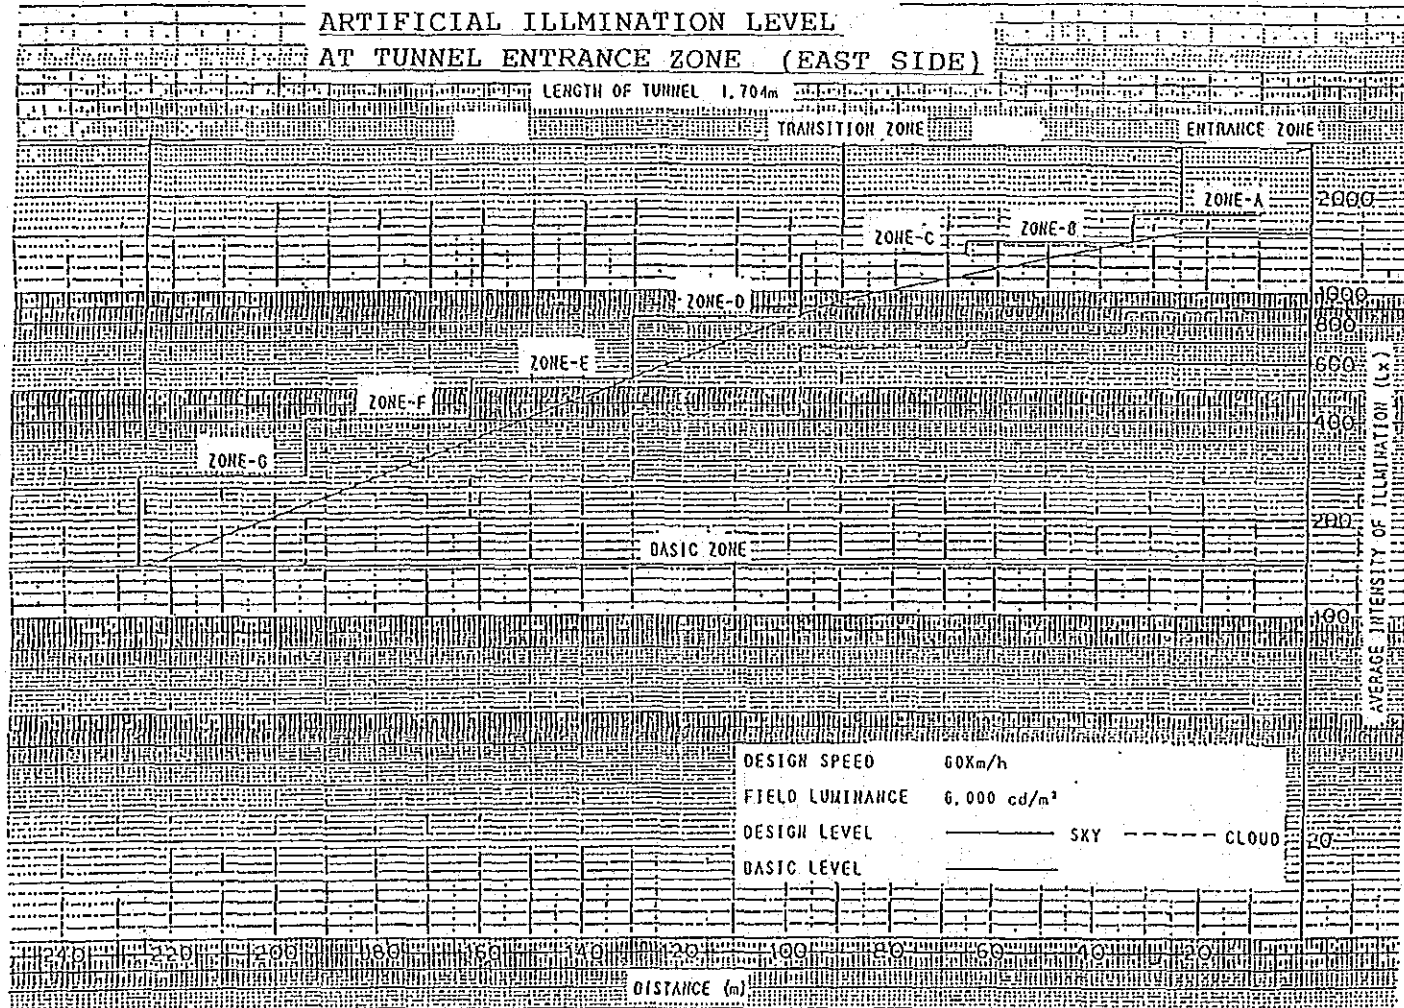 ARTIFICIAL ILLMINATION LEVEL
AT TUNNEL ENTRANCE ZONE (EAST SIDE)
LENGTH OF TUNNEL 1,704m
TRANSITION ZONE
ENTRANCE ZONE
ZONE-A
2000
ZONE-B
ZONE-C
ZONE-D
1000
800
ZONE-E
600
ZONE-F
400
ZONE-G
200
BASIC ZONE
100
AVERAGE INTENSITY OF ILLUMINATION (Lx)
DESIGN SPEED 60Km/h
FIELD LUMINANCE 6,000 cd/m²
DESIGN LEVEL SKY CLOUD
20
BASIC LEVEL
240 220 200 180 160 140 120 100 80 60 40 20
DISTANCE (m)